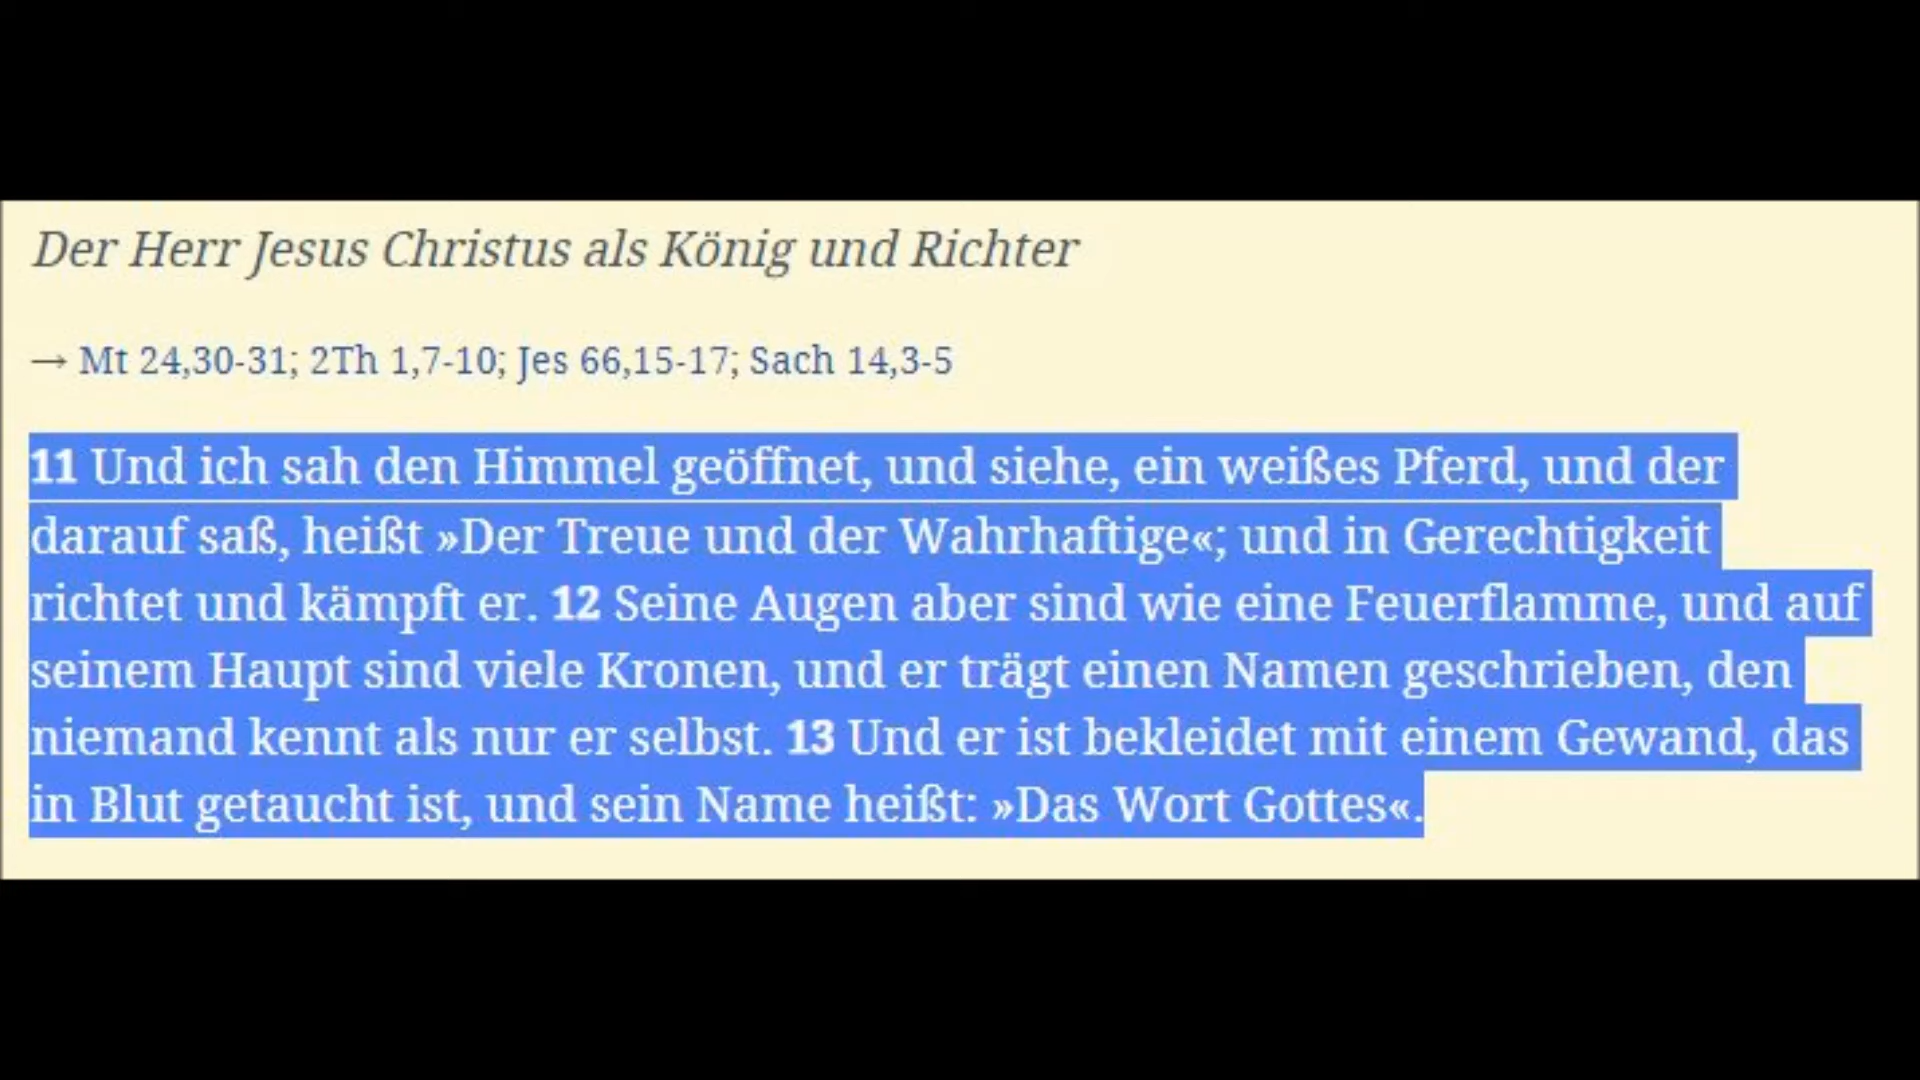 Der Herr Jesus Christus als König und Richter
→ Mt 24,30-31; 2Th 1,7-10; Jes 66,15-17; Sach 14,3-5
11 Und ich sah den Himmel geöffnet, und siehe, ein weißes Pferd, und der
darauf saß, heißt »Der Treue und der Wahrhaftige«; und in Gerechtigkeit
richtet und kämpft er. 12 Seine Augen aber sind wie eine Feuerflamme, und auf
seinem Haupt sind viele Kronen, und er trägt einen Namen geschrieben, den
niemand kennt als nur er selbst. 13 Und er ist bekleidet mit einem Gewand, das
in Blut getaucht ist, und sein Name heißt: »Das Wort Gottes«.